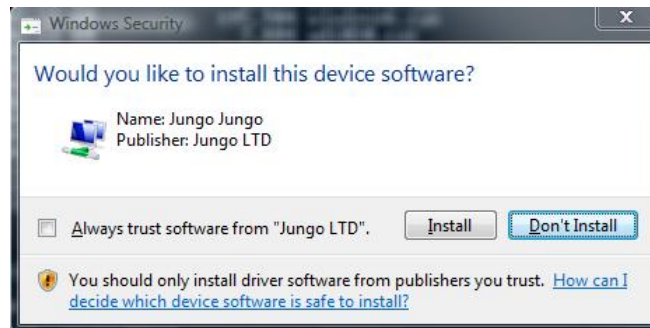 Windows Security
Would you like to install this device software?
Name: Jungo Jungo
Publisher: Jungo LTD
Always trust software from "Jungo LTD". Install Don't Install
You should only install driver software from publishers you trust. How can I
decide which device software is safe to install?